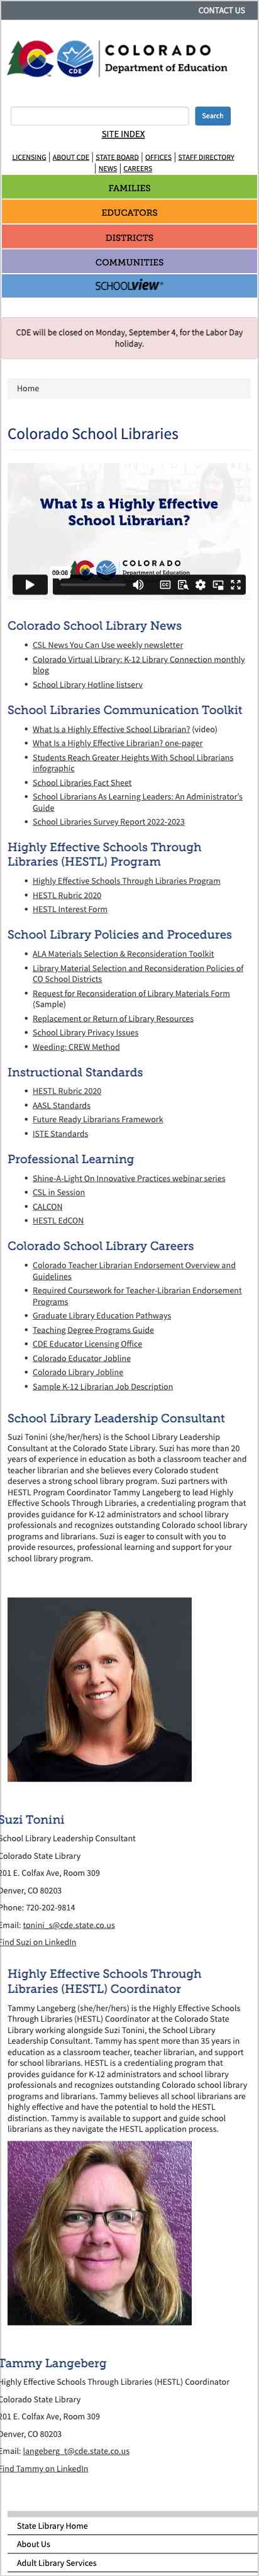 CONTACT US
COLORADO
Department of Education
CDE
Search
SITE INDEX
LICENSING | ABOUT CDE | STATE BOARD | OFFICES | STAFF DIRECTORY
| NEWS | CAREERS
FAMILIES
EDUCATORS
DISTRICTS
COMMUNITIES
SCHOOLVIEW®
CDE will be closed on Monday, September 4, for the Labor Day
holiday.
Home
Colorado School Libraries
What Is a Highly Effective
School Librarian?
09:08
COLORADO
Department of Education
CC
Colorado School Library News
CSL News You Can Use weekly newsletter
Colorado Virtual Library: K-12 Library Connection monthly
blog
School Library Hotline listserv
School Libraries Communication Toolkit
What Is a Highly Effective School Librarian? (video)
What Is a Highly Effective Librarian? one-pager
Students Reach Greater Heights With School Librarians
infographic
School Libraries Fact Sheet
School Librarians As Learning Leaders: An Administrator's
Guide
School Libraries Survey Report 2022-2023
Highly Effective Schools Through
Libraries (HESTL) Program
Highly Effective Schools Through Libraries Program
HESTL Rubric 2020
HESTL Interest Form
School Library Policies and Procedures
ALA Materials Selection & Reconsideration Toolkit
Library Material Selection and Reconsideration Policies of
CO School Districts
Request for Reconsideration of Library Materials Form
(Sample)
Replacement or Return of Library Resources
School Library Privacy Issues
Weeding: CREW Method
Instructional Standards
HESTL Rubric 2020
AASL Standards
Future Ready Librarians Framework
ISTE Standards
Professional Learning
Shine-A-Light On Innovative Practices webinar series
CSL in Session
CALCON
HESTL EdCON
Colorado School Library Careers
Colorado Teacher Librarian Endorsement Overview and
Guidelines
Required Coursework for Teacher-Librarian Endorsement
Programs
Graduate Library Education Pathways
Teaching Degree Programs Guide
CDE Educator Licensing Office
Colorado Educator Jobline
Colorado Library Jobline
Sample K-12 Librarian Job Description
School Library Leadership Consultant
Suzi Tonini (she/her/hers) is the School Library Leadership
Consultant at the Colorado State Library. Suzi has more than 20
years of experience in education as both a classroom teacher and
teacher librarian and she believes every Colorado student
deserves a strong school library program. Suzi partners with
HESTL Program Coordinator Tammy Langeberg to lead Highly
Effective Schools Through Libraries, a credentialing program that
provides guidance for K-12 administrators and school library
professionals and recognizes outstanding Colorado school library
programs and librarians. Suzi is eager to consult with you to
provide resources, professional learning and support for your
school library program.
Suzi Tonini
School Library Leadership Consultant
Colorado State Library
201 E. Colfax Ave, Room 309
Denver, CO 80203
Phone: 720-202-9814
Email: tonini_s@cde.state.co.us
Find Suzi on LinkedIn
Highly Effective Schools Through
Libraries (HESTL) Coordinator
Tammy Langeberg (she/her/hers) is the Highly Effective Schools
Through Libraries (HESTL) Coordinator at the Colorado State
Library working alongside Suzi Tonini, the School Library
Leadership Consultant. Tammy has spent more than 35 years in
education as a classroom teacher, teacher librarian, and support
for school librarians. HESTL is a credentialing program that
provides guidance for K-12 administrators and school library
professionals and recognizes outstanding Colorado school library
programs and librarians. Tammy believes all school librarians are
highly effective and have the potential to hold the HESTL
distinction. Tammy is available to support and guide school
librarians as they navigate the HESTL application process.
Tammy Langeberg
Highly Effective Schools Through Libraries (HESTL) Coordinator
Colorado State Library
201 E. Colfax Ave, Room 309
Denver, CO 80203
Email: langeberg_t@cde.state.co.us
Find Tammy on LinkedIn
State Library Home
About Us
Adult Library Services